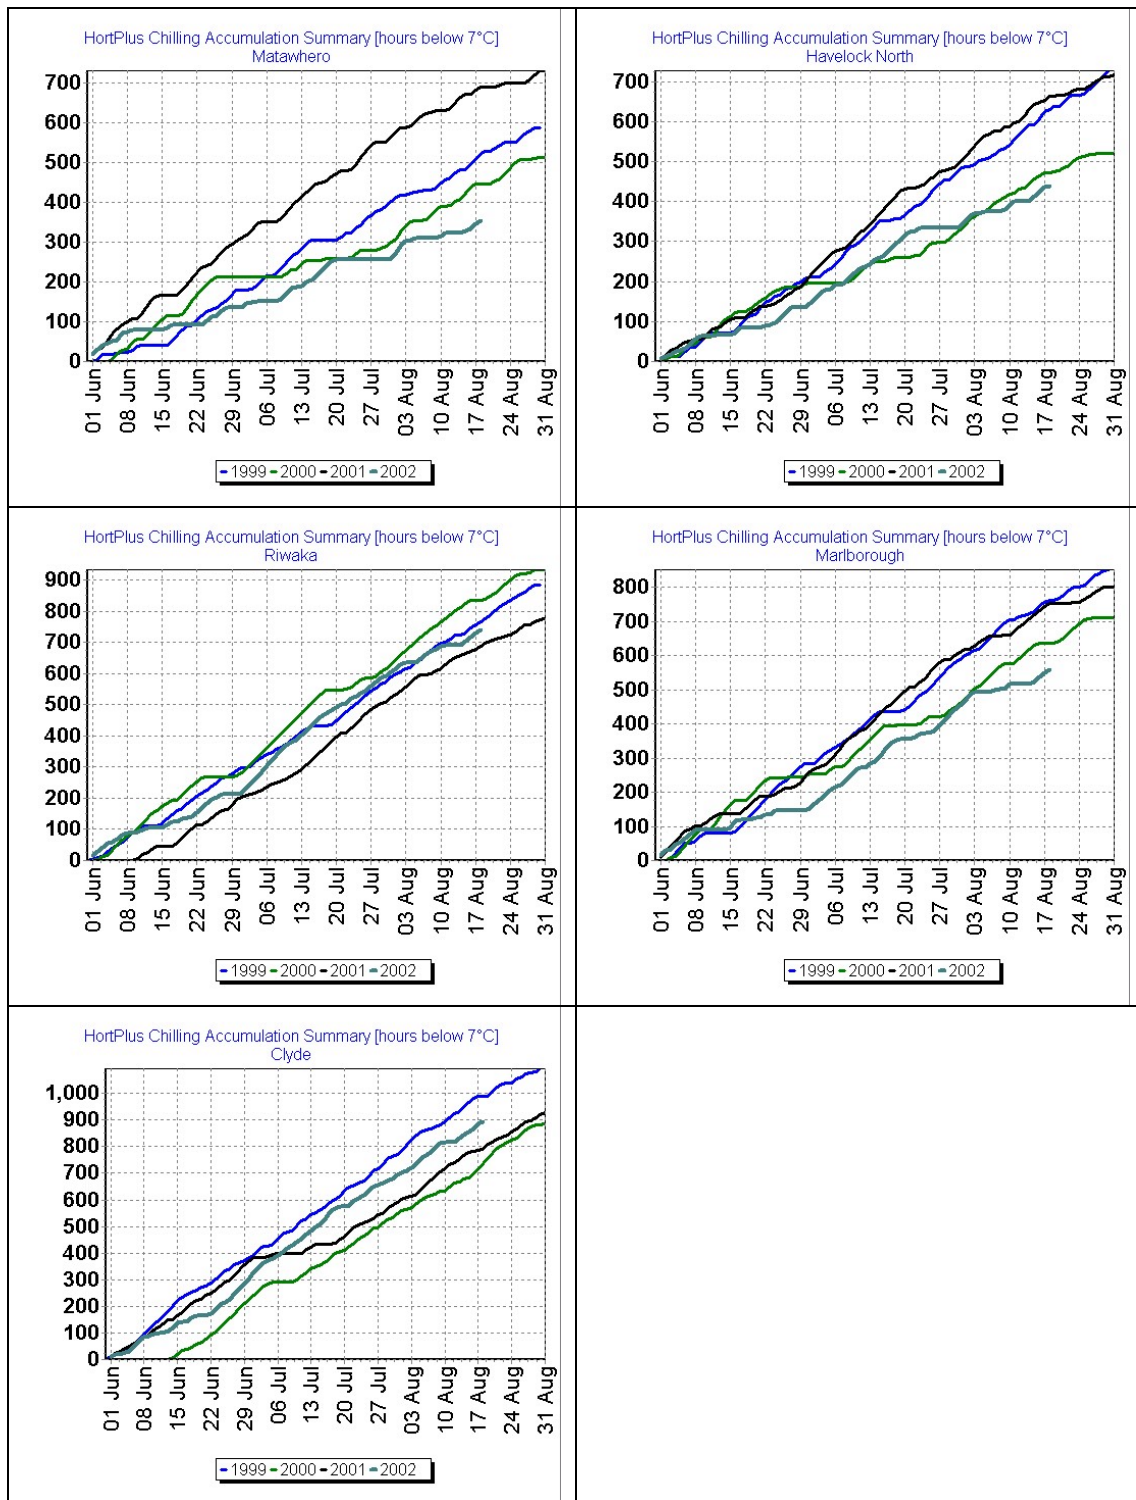 HortPlus Chilling Accumulation Summary [hours below 7°C]
Matawhero
700
600
500
400
300
200
100
0
01 Jun
08 Jun
15 Jun
22 Jun
29 Jun
06 Jul
13 Jul
20 Jul
27 Jul
03 Aug
10 Aug
17 Aug
24 Aug
31 Aug
1999 2000 2001 2002
HortPlus Chilling Accumulation Summary [hours below 7°C]
Havelock North
700
600
500
400
300
200
100
0
01 Jun
08 Jun
15 Jun
22 Jun
29 Jun
06 Jul
13 Jul
20 Jul
27 Jul
03 Aug
10 Aug
17 Aug
24 Aug
31 Aug
1999 2000 2001 2002
HortPlus Chilling Accumulation Summary [hours below 7°C]
Riwaka
900
800
700
600
500
400
300
200
100
0
01 Jun
08 Jun
15 Jun
22 Jun
29 Jun
06 Jul
13 Jul
20 Jul
27 Jul
03 Aug
10 Aug
17 Aug
24 Aug
31 Aug
1999 2000 2001 2002
HortPlus Chilling Accumulation Summary [hours below 7°C]
Marlborough
800
700
600
500
400
300
200
100
0
01 Jun
08 Jun
15 Jun
22 Jun
29 Jun
06 Jul
13 Jul
20 Jul
27 Jul
03 Aug
10 Aug
17 Aug
24 Aug
31 Aug
1999 2000 2001 2002
HortPlus Chilling Accumulation Summary [hours below 7°C]
Clyde
1,000
900
800
700
600
500
400
300
200
100
0
01 Jun
08 Jun
15 Jun
22 Jun
29 Jun
06 Jul
13 Jul
20 Jul
27 Jul
03 Aug
10 Aug
17 Aug
24 Aug
31 Aug
1999 2000 2001 2002